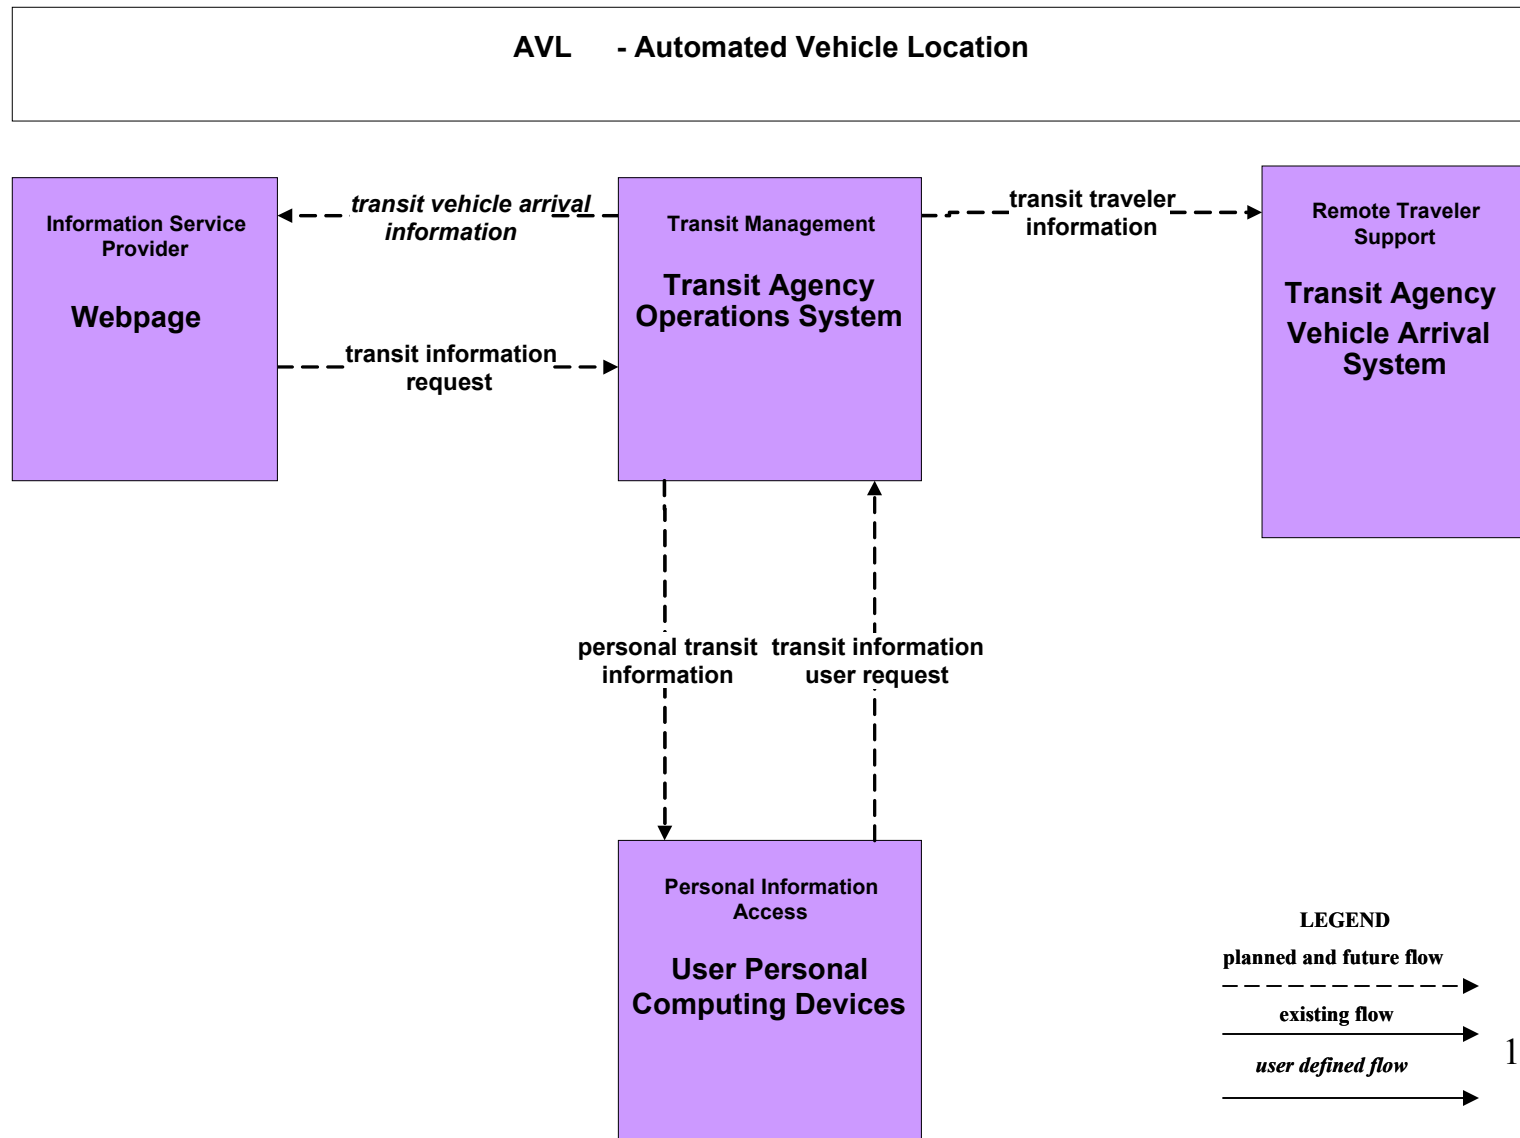 AVL - Automated Vehicle Location
Information Service
Provider
Webpage
transit vehicle arrival
information
transit information
request
Transit Management
Transit Agency
Operations System
transit traveler
information
Remote Traveler
Support
Transit Agency
Vehicle Arrival
System
personal transit
information
transit information
user request
Personal Information
Access
User Personal
Computing Devices
LEGEND
planned and future flow
existing flow
user defined flow
1